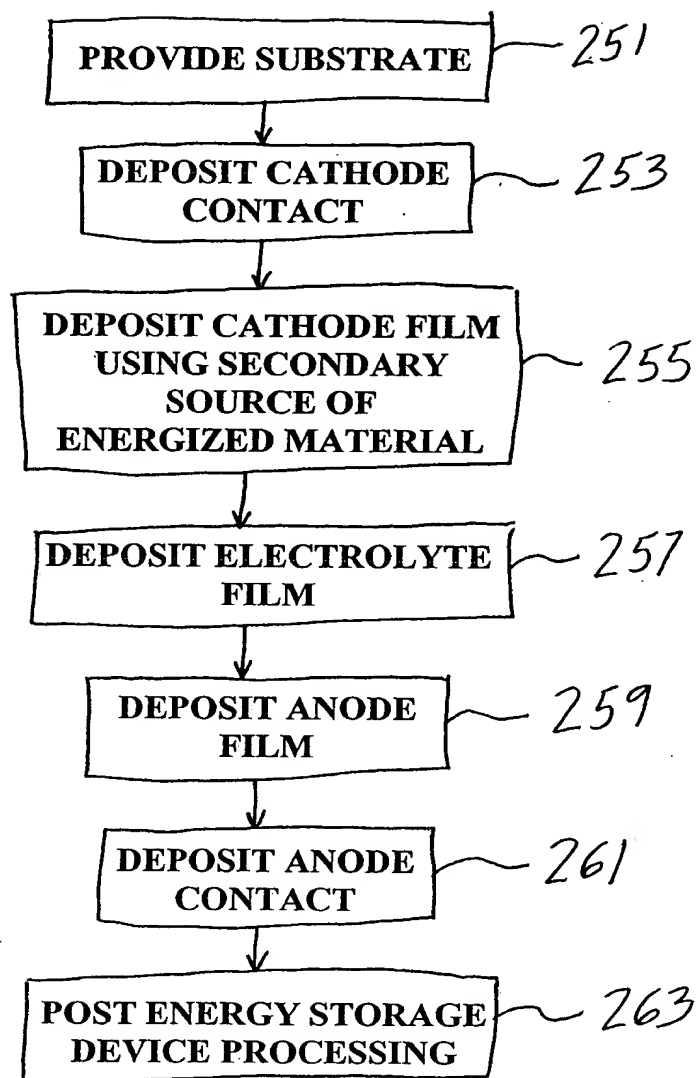 PROVIDE SUBSTRATE 251
DEPOSIT CATHODE
CONTACT 253
DEPOSIT CATHODE FILM
USING SECONDARY
SOURCE OF
ENERGIZED MATERIAL 255
DEPOSIT ELECTROLYTE
FILM 257
DEPOSIT ANODE
FILM 259
DEPOSIT ANODE
CONTACT 261
POST ENERGY STORAGE
DEVICE PROCESSING 263